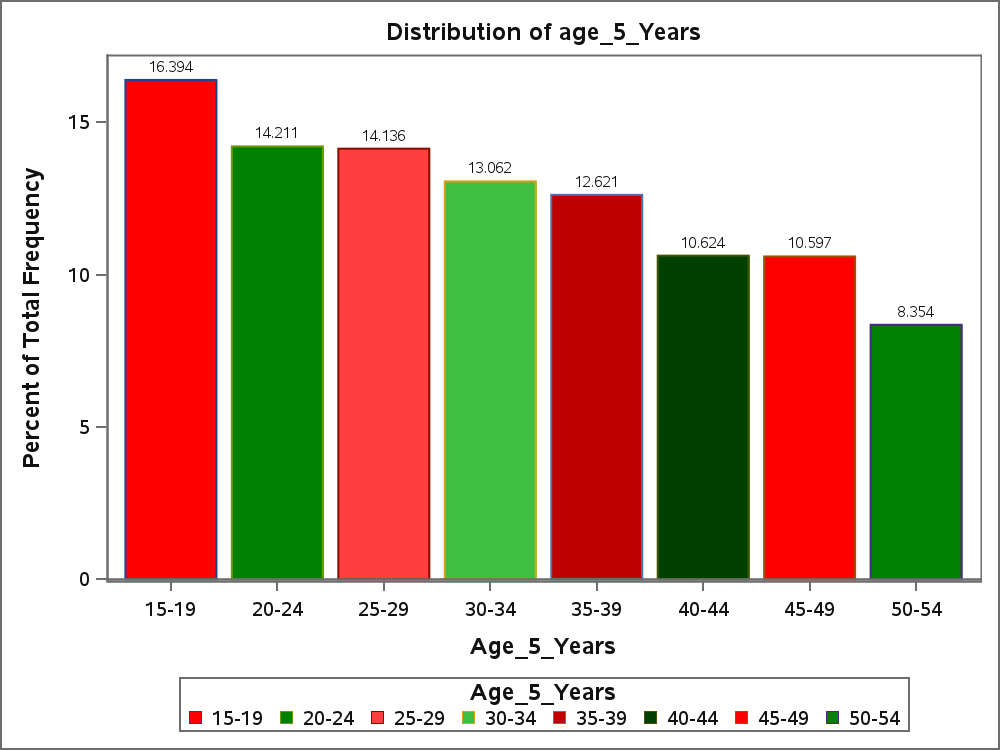 Distribution of age_5_Years
Percent of Total Frequency
15
10
5
0
16.394
14.211
14.136
13.062
12.621
10.624
10.597
8.354
15-19 20-24 25-29 30-34 35-39 40-44 45-49 50-54
Age_5_Years
Age_5_Years
15-19 20-24 25-29 30-34 35-39 40-44 45-49 50-54